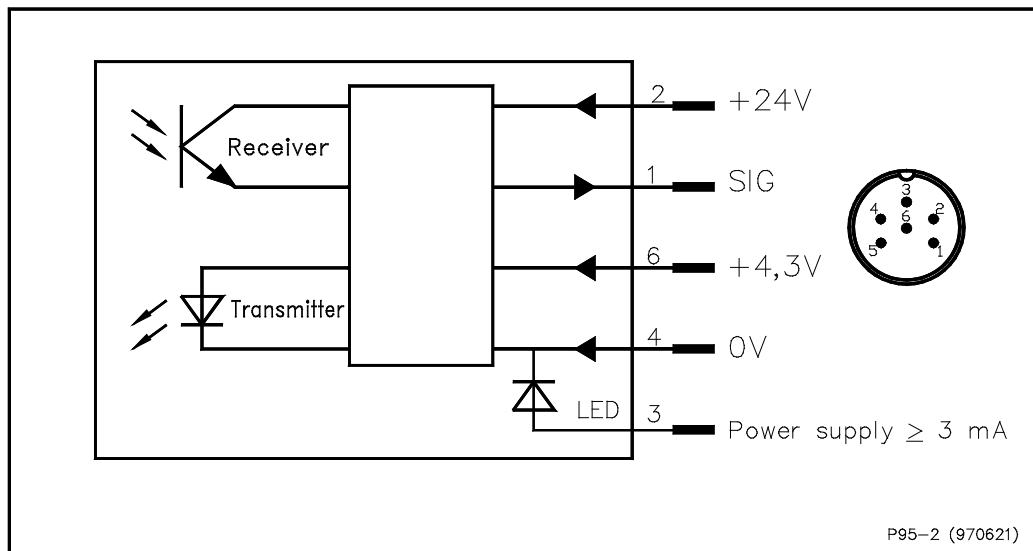 2 +24V
Receiver
1 SIG
6 +4,3V
Transmitter
4 0V
LED 3 Power supply ≥ 3 mA
3
4 2
6
5 1
P95-2 (970621)